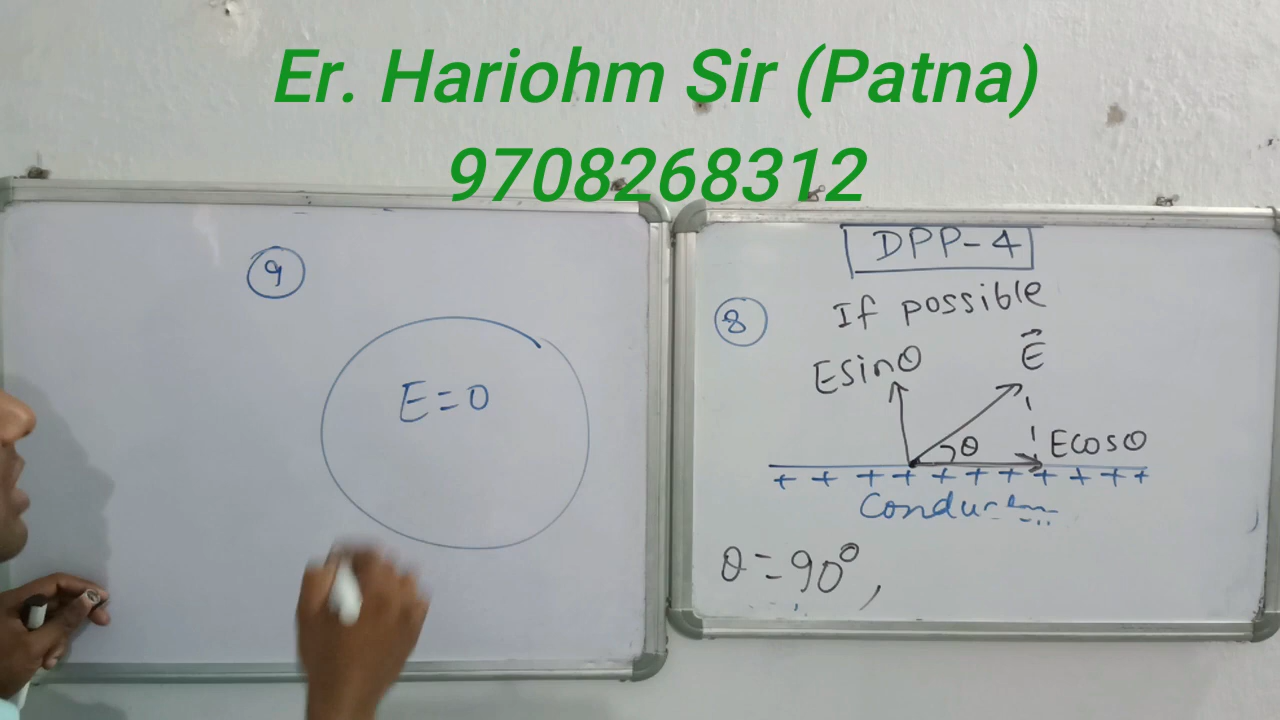 Er. Hariohm Sir (Patna)
9708268312
9
E=0
DPP-4
8
If possible
Esinθ
E⃗
θ
Ecosθ
+ + + + + + + + + +
θ=90°,